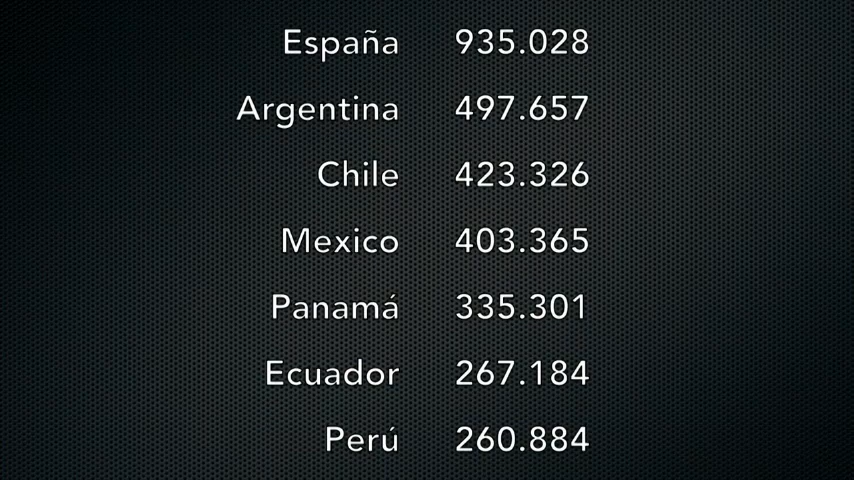 España 935.028
Argentina 497.657
Chile 423.326
Mexico 403.365
Panamá 335.301
Ecuador 267.184
Perú 260.884